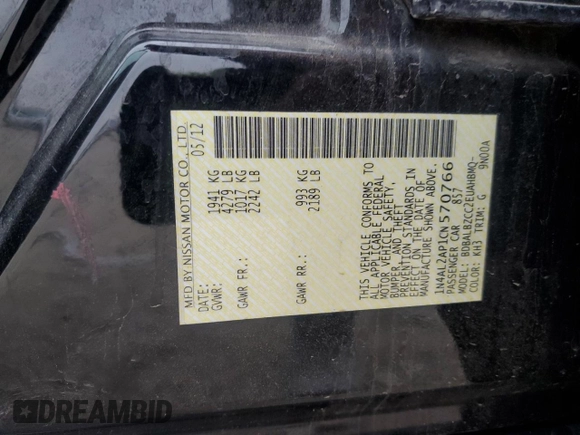 MFD BY NISSAN MOTOR CO., LTD.
DATE: 05/12
GVWR: 1941 KG
4279 LB
GAWR FR.: 1017 KG
2242 LB
GAWR RR.: 993 KG
2189 LB
THIS VEHICLE CONFORMS TO
ALL APPLICABLE FEDERAL
MOTOR VEHICLE SAFETY,
BUMPER, AND THEFT
PREVENTION STANDARDS IN
EFFECT ON THE DATE OF
MANUFACTURE SHOWN ABOVE.
1N4AL2AP1CN570766
PASSENGER CAR 857
MODEL: BDBALBZCC2EUAHBMQ-
COLOR: KH3 TRIM: G 9N00A
DREAMBID